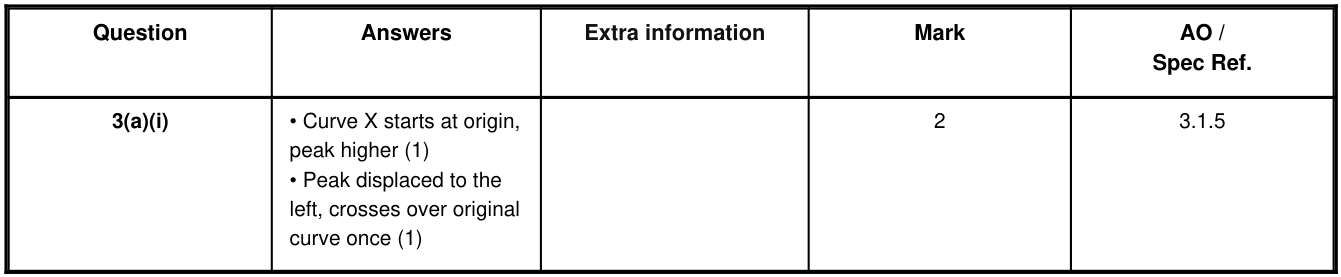 Question
Answers
Extra information
Mark
AO /
Spec Ref.
3(a)(i)
• Curve X starts at origin,
peak higher (1)
• Peak displaced to the
left, crosses over original
curve once (1)
2
3.1.5